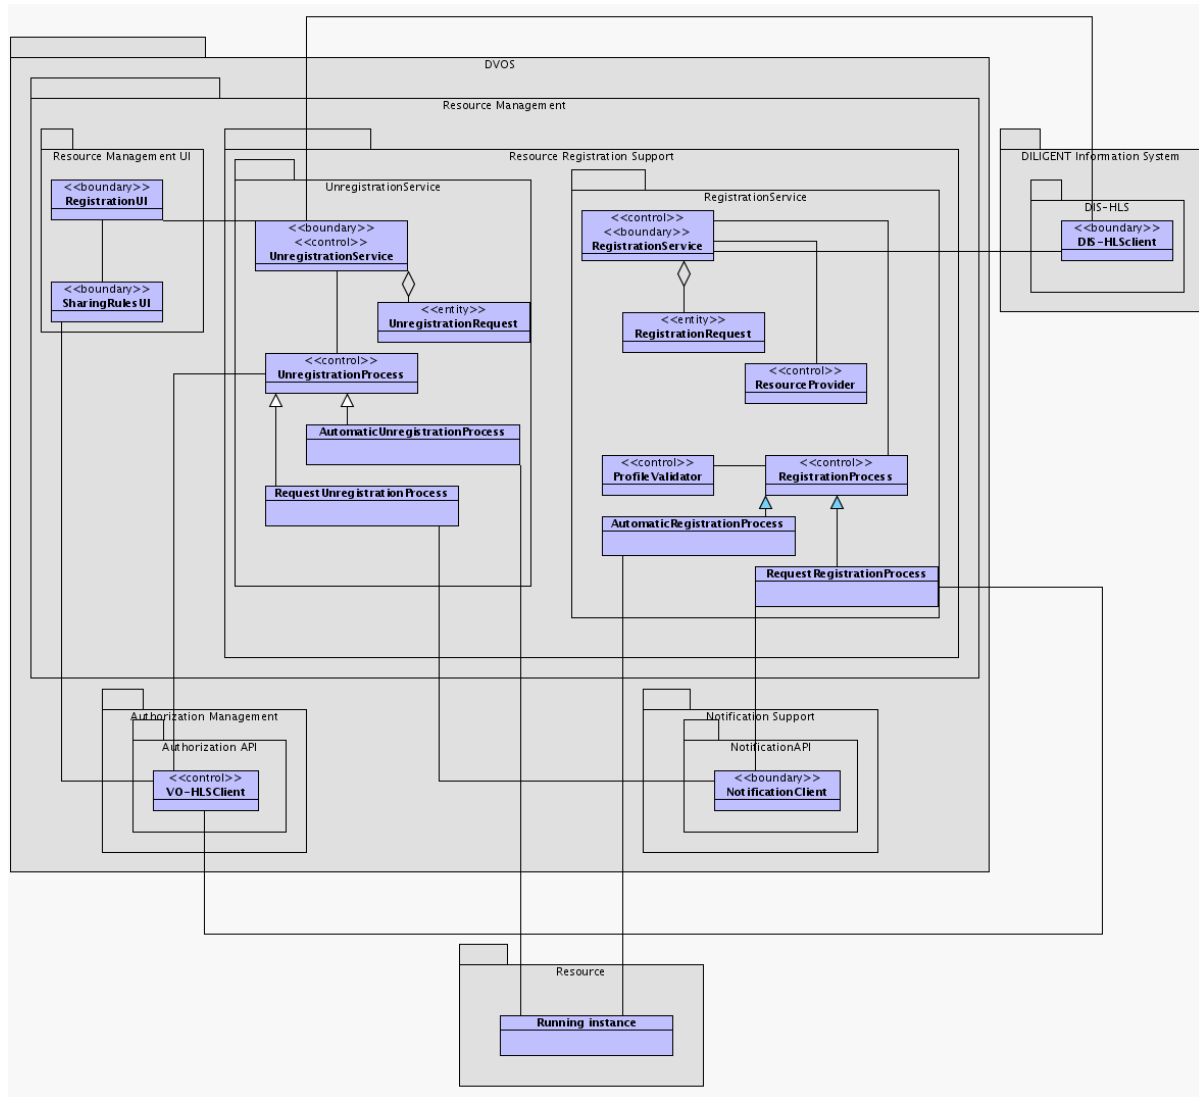 DVOS
Resource Management
Resource Management UI
<<boundary>>
RegistrationUI
<<boundary>>
SharingRulesUI
Resource Registration Support
UnregistrationService
<<boundary>>
<<control>>
UnregistrationService
<<entity>>
UnregistrationRequest
<<control>>
UnregistrationProcess
AutomaticUnregistrationProcess
RequestUnregistrationProcess
RegistrationService
<<control>>
<<boundary>>
RegistrationService
<<entity>>
RegistrationRequest
<<control>>
ResourceProvider
<<control>>
ProfileValidator
<<control>>
RegistrationProcess
AutomaticRegistrationProcess
RequestRegistrationProcess
DILIGENT Information System
DIS-HLS
<<boundary>>
DIS-HLSclient
Authorization Management
Authorization API
<<control>>
VO-HLSClient
Notification Support
NotificationAPI
<<boundary>>
NotificationClient
Resource
Running instance